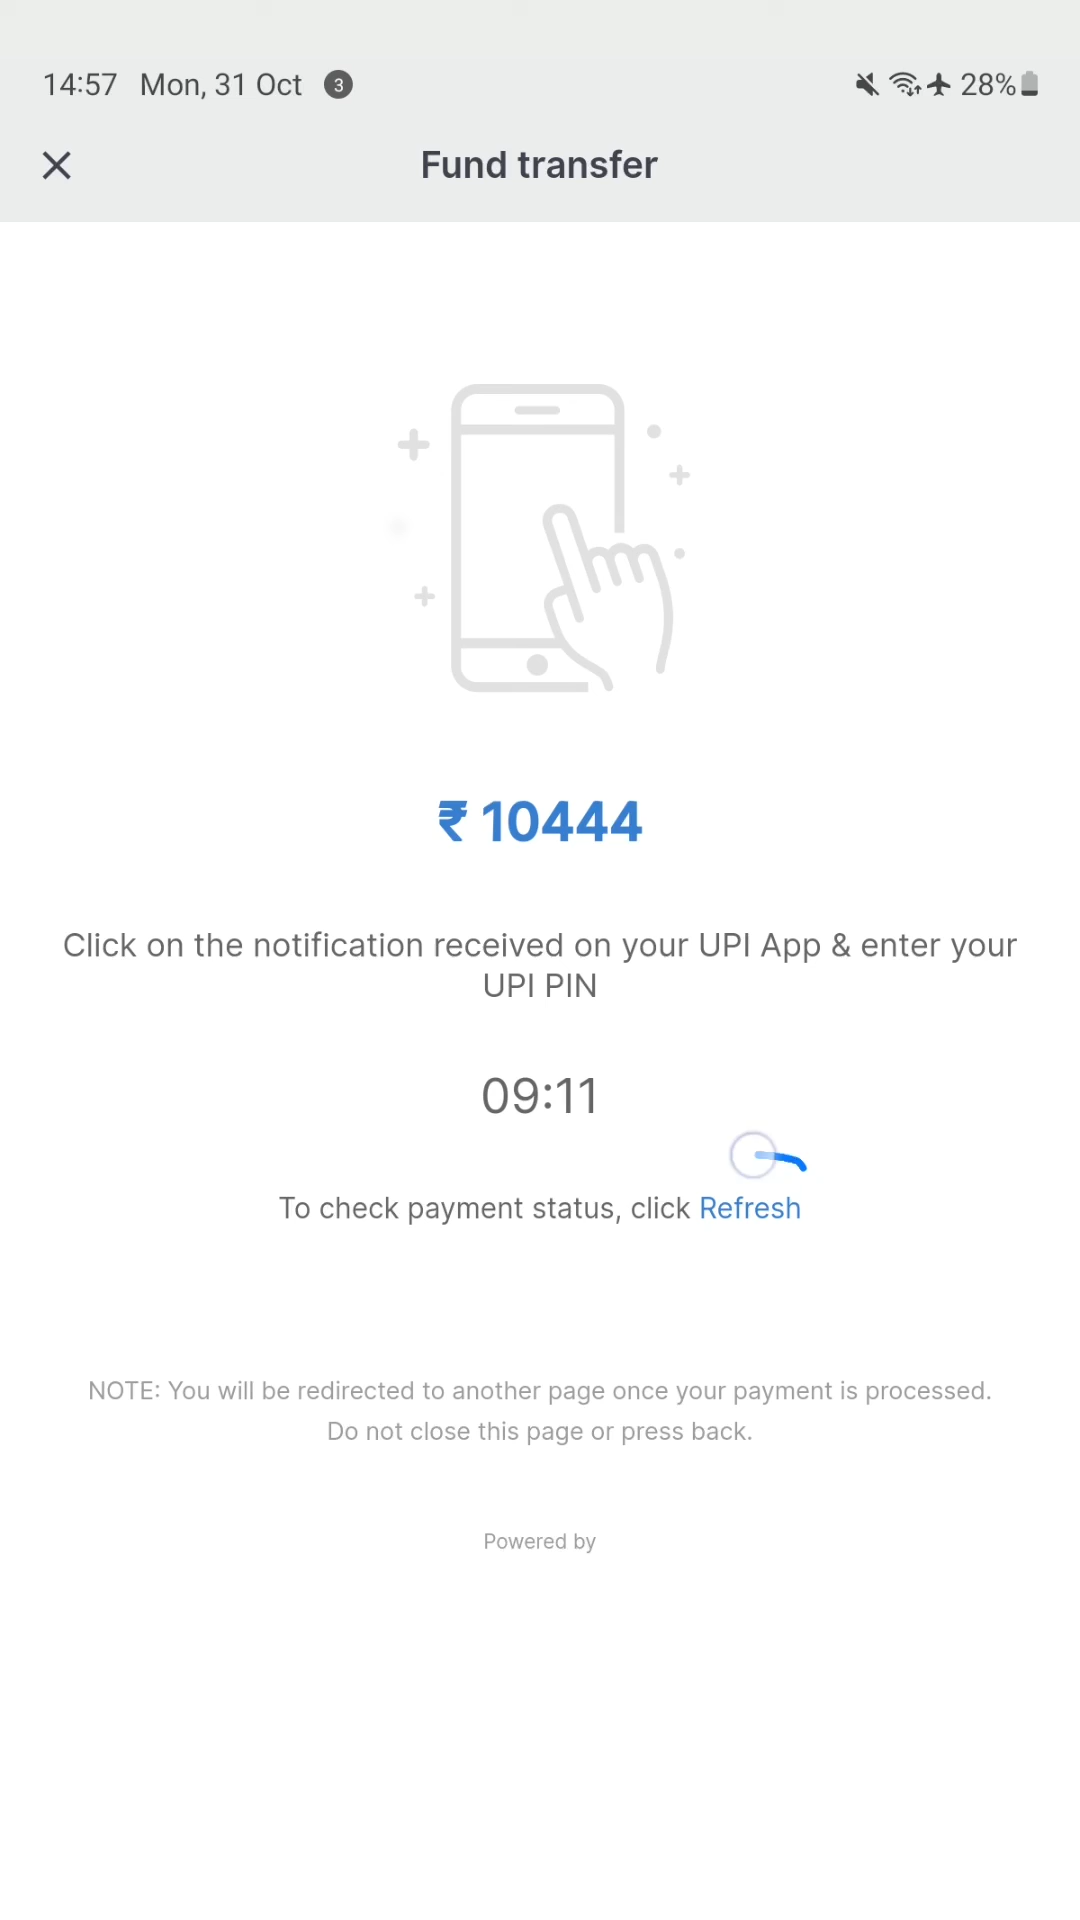 14:57 Mon, 31 Oct 3 28%
Fund transfer
₹ 10444
Click on the notification received on your UPI App & enter your
UPI PIN
09:11
To check payment status, click Refresh
NOTE: You will be redirected to another page once your payment is processed.
Do not close this page or press back.
Powered by